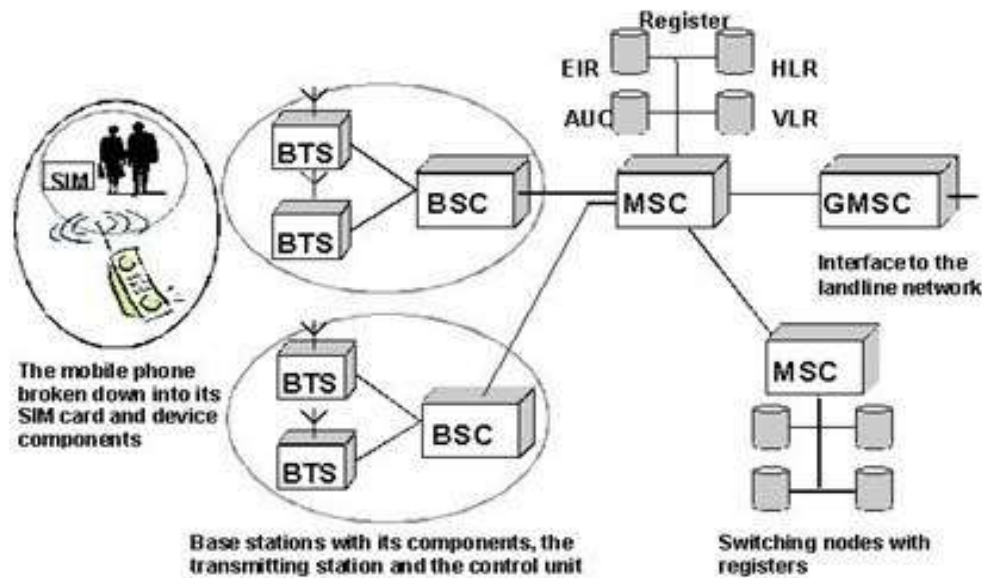 Register
EIR
HLR
AUC
VLR
SIM
BTS
BTS
BSC
MSC
GMSC
Interface to the
landline network
The mobile phone
broken down into its
SIM card and device
components
BTS
BTS
BSC
MSC
Base stations with its components, the
transmitting station and the control unit
Switching nodes with
registers